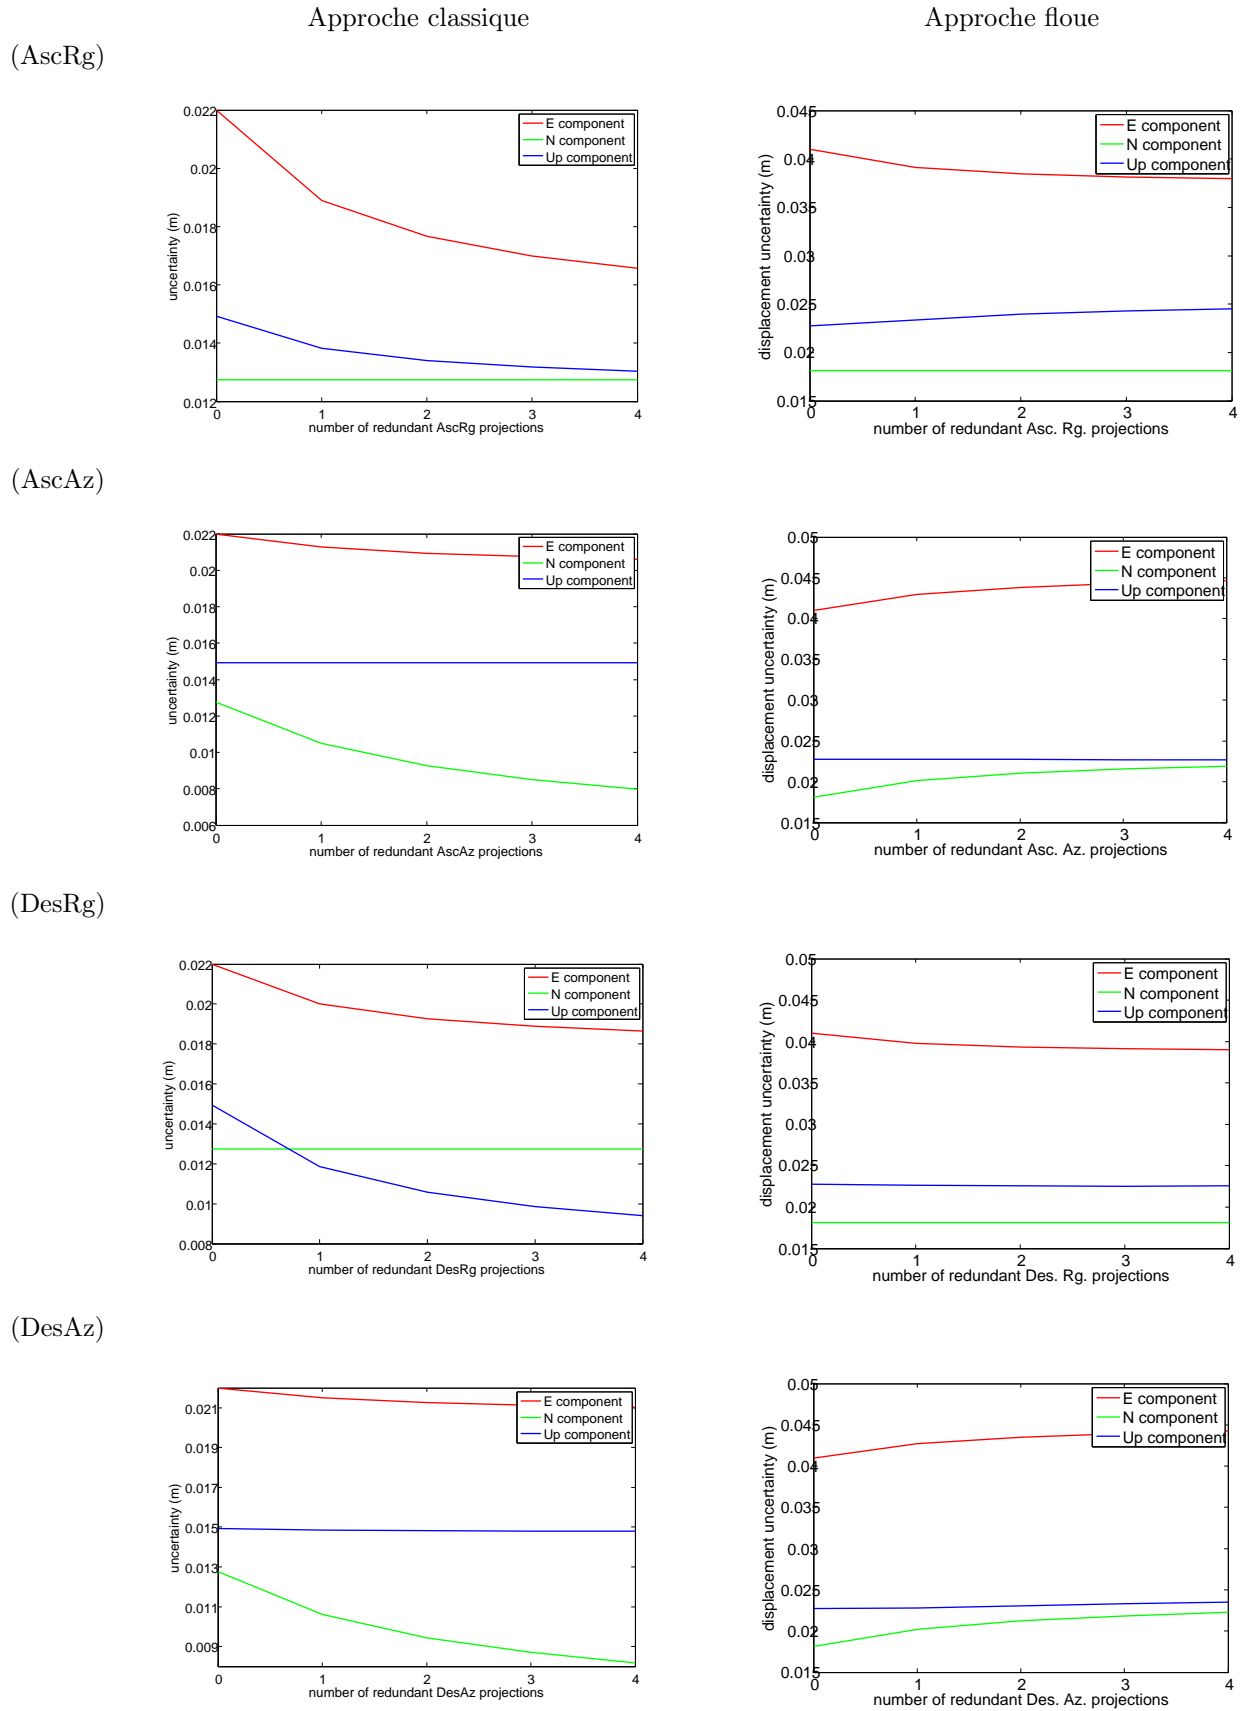 Approche classique
Approche floue
(AscRg)
0.022
0.02
0.018
0.016
0.014
0.012
uncertainty (m)
E component
N component
Up component
0 1 2 3 4
number of redundant AscRg projections
0.045
0.04
0.035
0.03
0.025
0.02
0.015
displacement uncertainty (m)
E component
N component
Up component
0 1 2 3 4
number of redundant Asc. Rg. projections
(AscAz)
0.022
0.02
0.018
0.016
0.014
0.012
0.01
0.008
0.006
uncertainty (m)
E component
N component
Up component
0 1 2 3 4
number of redundant AscAz projections
0.05
0.045
0.04
0.035
0.03
0.025
0.02
0.015
displacement uncertainty (m)
E component
N component
Up component
0 1 2 3 4
number of redundant Asc. Az. projections
(DesRg)
0.022
0.02
0.018
0.016
0.014
0.012
0.01
0.008
uncertainty (m)
E component
N component
Up component
0 1 2 3 4
number of redundant DesRg projections
0.05
0.045
0.04
0.035
0.03
0.025
0.02
0.015
displacement uncertainty (m)
E component
N component
Up component
0 1 2 3 4
number of redundant Des. Rg. projections
(DesAz)
0.021
0.019
0.017
0.015
0.013
0.011
0.009
uncertainty (m)
E component
N component
Up component
0 1 2 3 4
number of redundant DesAz projections
0.05
0.045
0.04
0.035
0.03
0.025
0.02
0.015
displacement uncertainty (m)
E component
N component
Up component
0 1 2 3 4
number of redundant Des. Az. projections